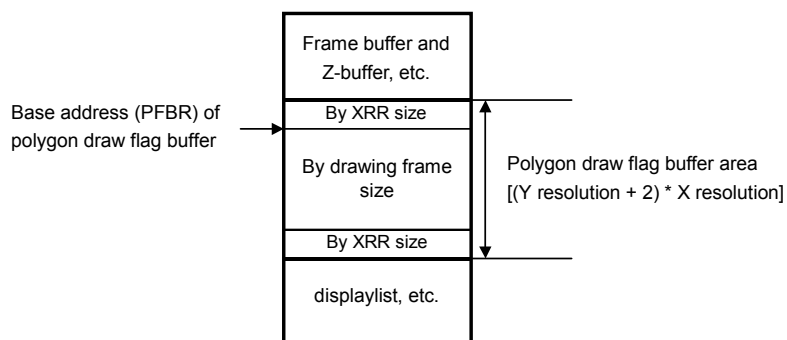 Frame buffer and
Z-buffer, etc.
Base address (PFBR) of
polygon draw flag buffer
By XRR size
By drawing frame
size
Polygon draw flag buffer area
[(Y resolution + 2) * X resolution]
By XRR size
displaylist, etc.